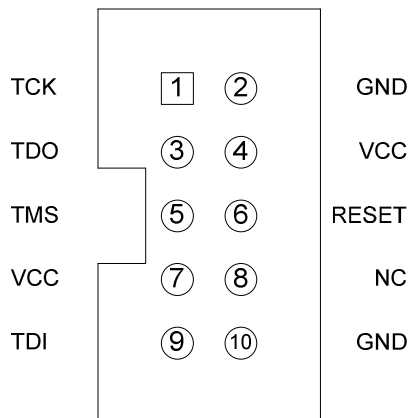 TCK 1 2 GND
TDO 3 4 VCC
TMS 5 6 RESET
VCC 7 8 NC
TDI 9 10 GND